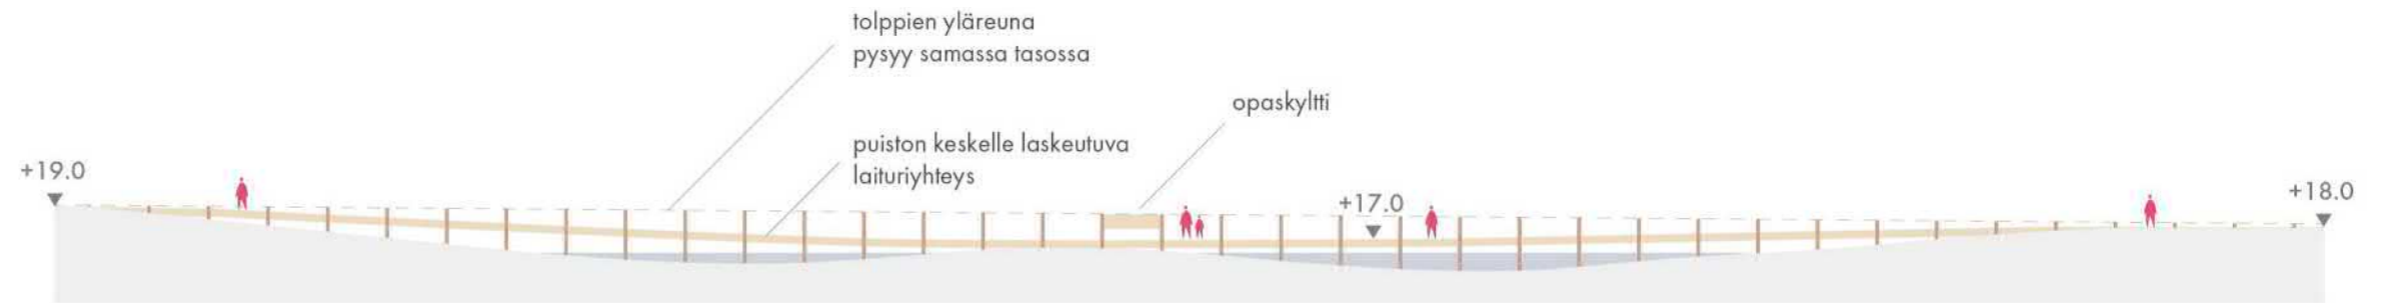 tolppien yläreuna
pysyy samassa tasossa
opaskyltti
puiston keskelle laskeutuva
laituriyhteys
+19.0
+17.0
+18.0